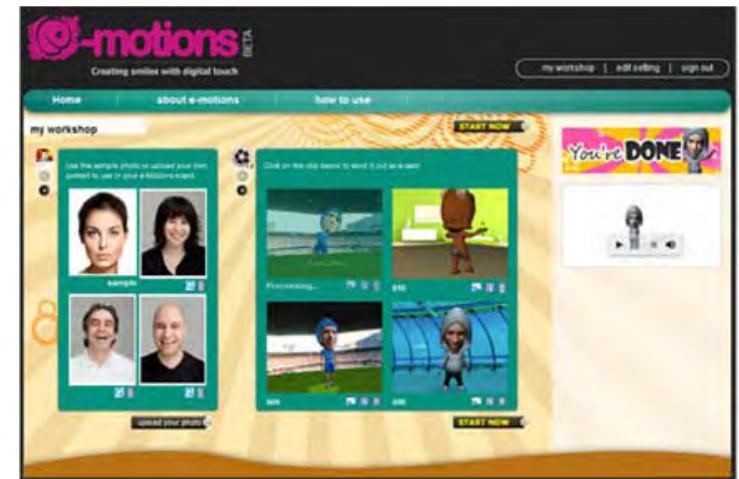 e-motions BETA
Creating smiles with digital touch
my workshop | edit setting | sign out
Home about e-motions how to use
my workshop
START NOW
You're DONE
Use the sample photo or upload your own
portrait to use in your e-Motions ecard.
Click on the clip below to send it out as e-card
sample
Processing...
upload your photo
START NOW